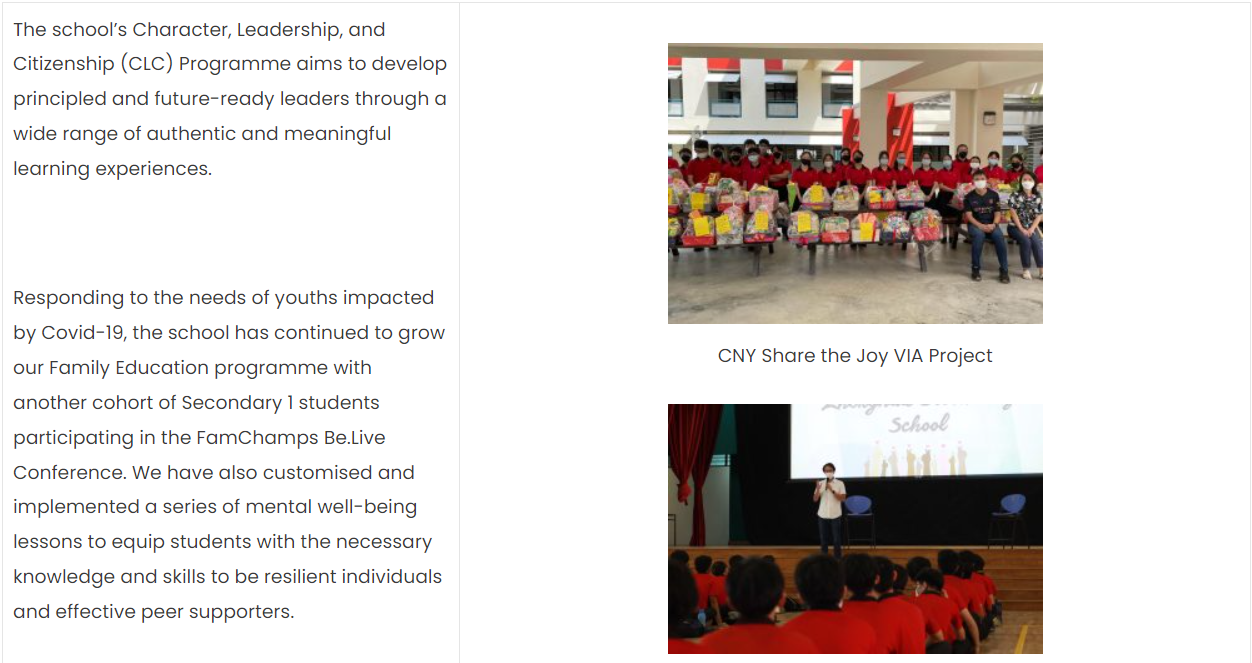 The school’s Character, Leadership, and
Citizenship (CLC) Programme aims to develop
principled and future-ready leaders through a
wide range of authentic and meaningful
learning experiences.
Responding to the needs of youths impacted
by Covid-19, the school has continued to grow
our Family Education programme with
another cohort of Secondary 1 students
participating in the FamChamps Be.Live
Conference. We have also customised and
implemented a series of mental well-being
lessons to equip students with the necessary
knowledge and skills to be resilient individuals
and effective peer supporters.
CNY Share the Joy VIA Project
School